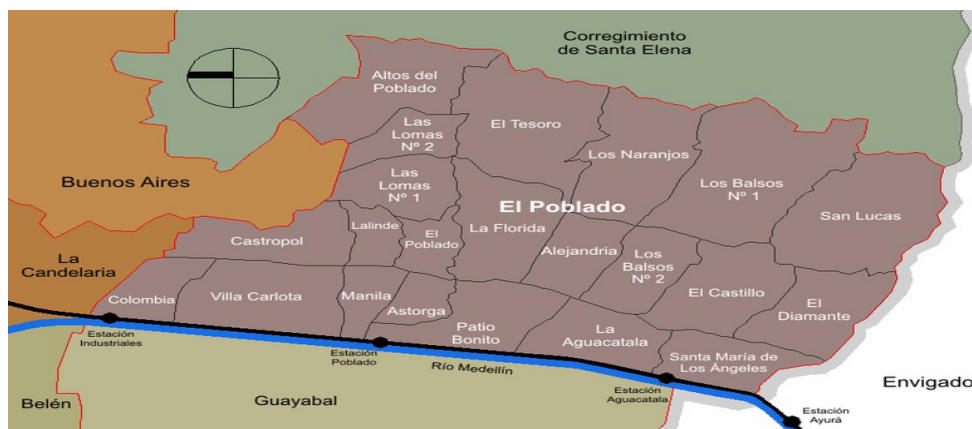 Corregimiento
de Santa Elena
Altos del
Poblado
Las
Lomas
Nº 2
El Tesoro
Los Naranjos
Buenos Aires
Las
Lomas
Nº 1
Los Balsos
Nº 1
El Poblado
San Lucas
Castropol
Lalinde
El
Poblado
La Florida
Alejandria
Los
Balsos
Nº 2
La
Candelaria
Colombia
Villa Carlota
Manila
Astorga
El Castillo
El
Diamante
Patio
Bonito
La
Aguacatala
Santa María de
Los Ángeles
Estación
Industriales
Estación
Poblado
Río Medellín
Estación
Aguacatala
Envigado
Belén
Guayabal
Estación
Ayurá